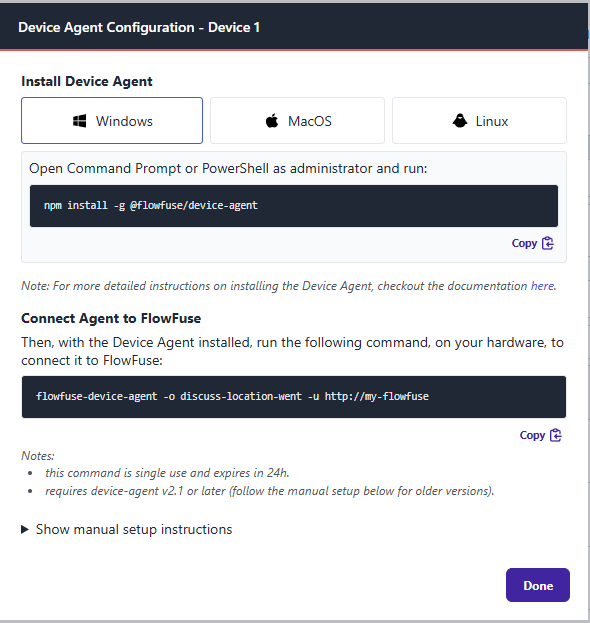 Device Agent Configuration - Device 1
Install Device Agent
Windows
MacOS
Linux
Open Command Prompt or PowerShell as administrator and run:
npm install -g @flowfuse/device-agent
Copy
Note: For more detailed instructions on installing the Device Agent, checkout the documentation here.
Connect Agent to FlowFuse
Then, with the Device Agent installed, run the following command, on your hardware, to
connect it to FlowFuse:
flowfuse-device-agent -o discuss-location-went -u http://my-flowfuse
Copy
Notes:
• this command is single use and expires in 24h.
• requires device-agent v2.1 or later (follow the manual setup below for older versions).
Show manual setup instructions
Done